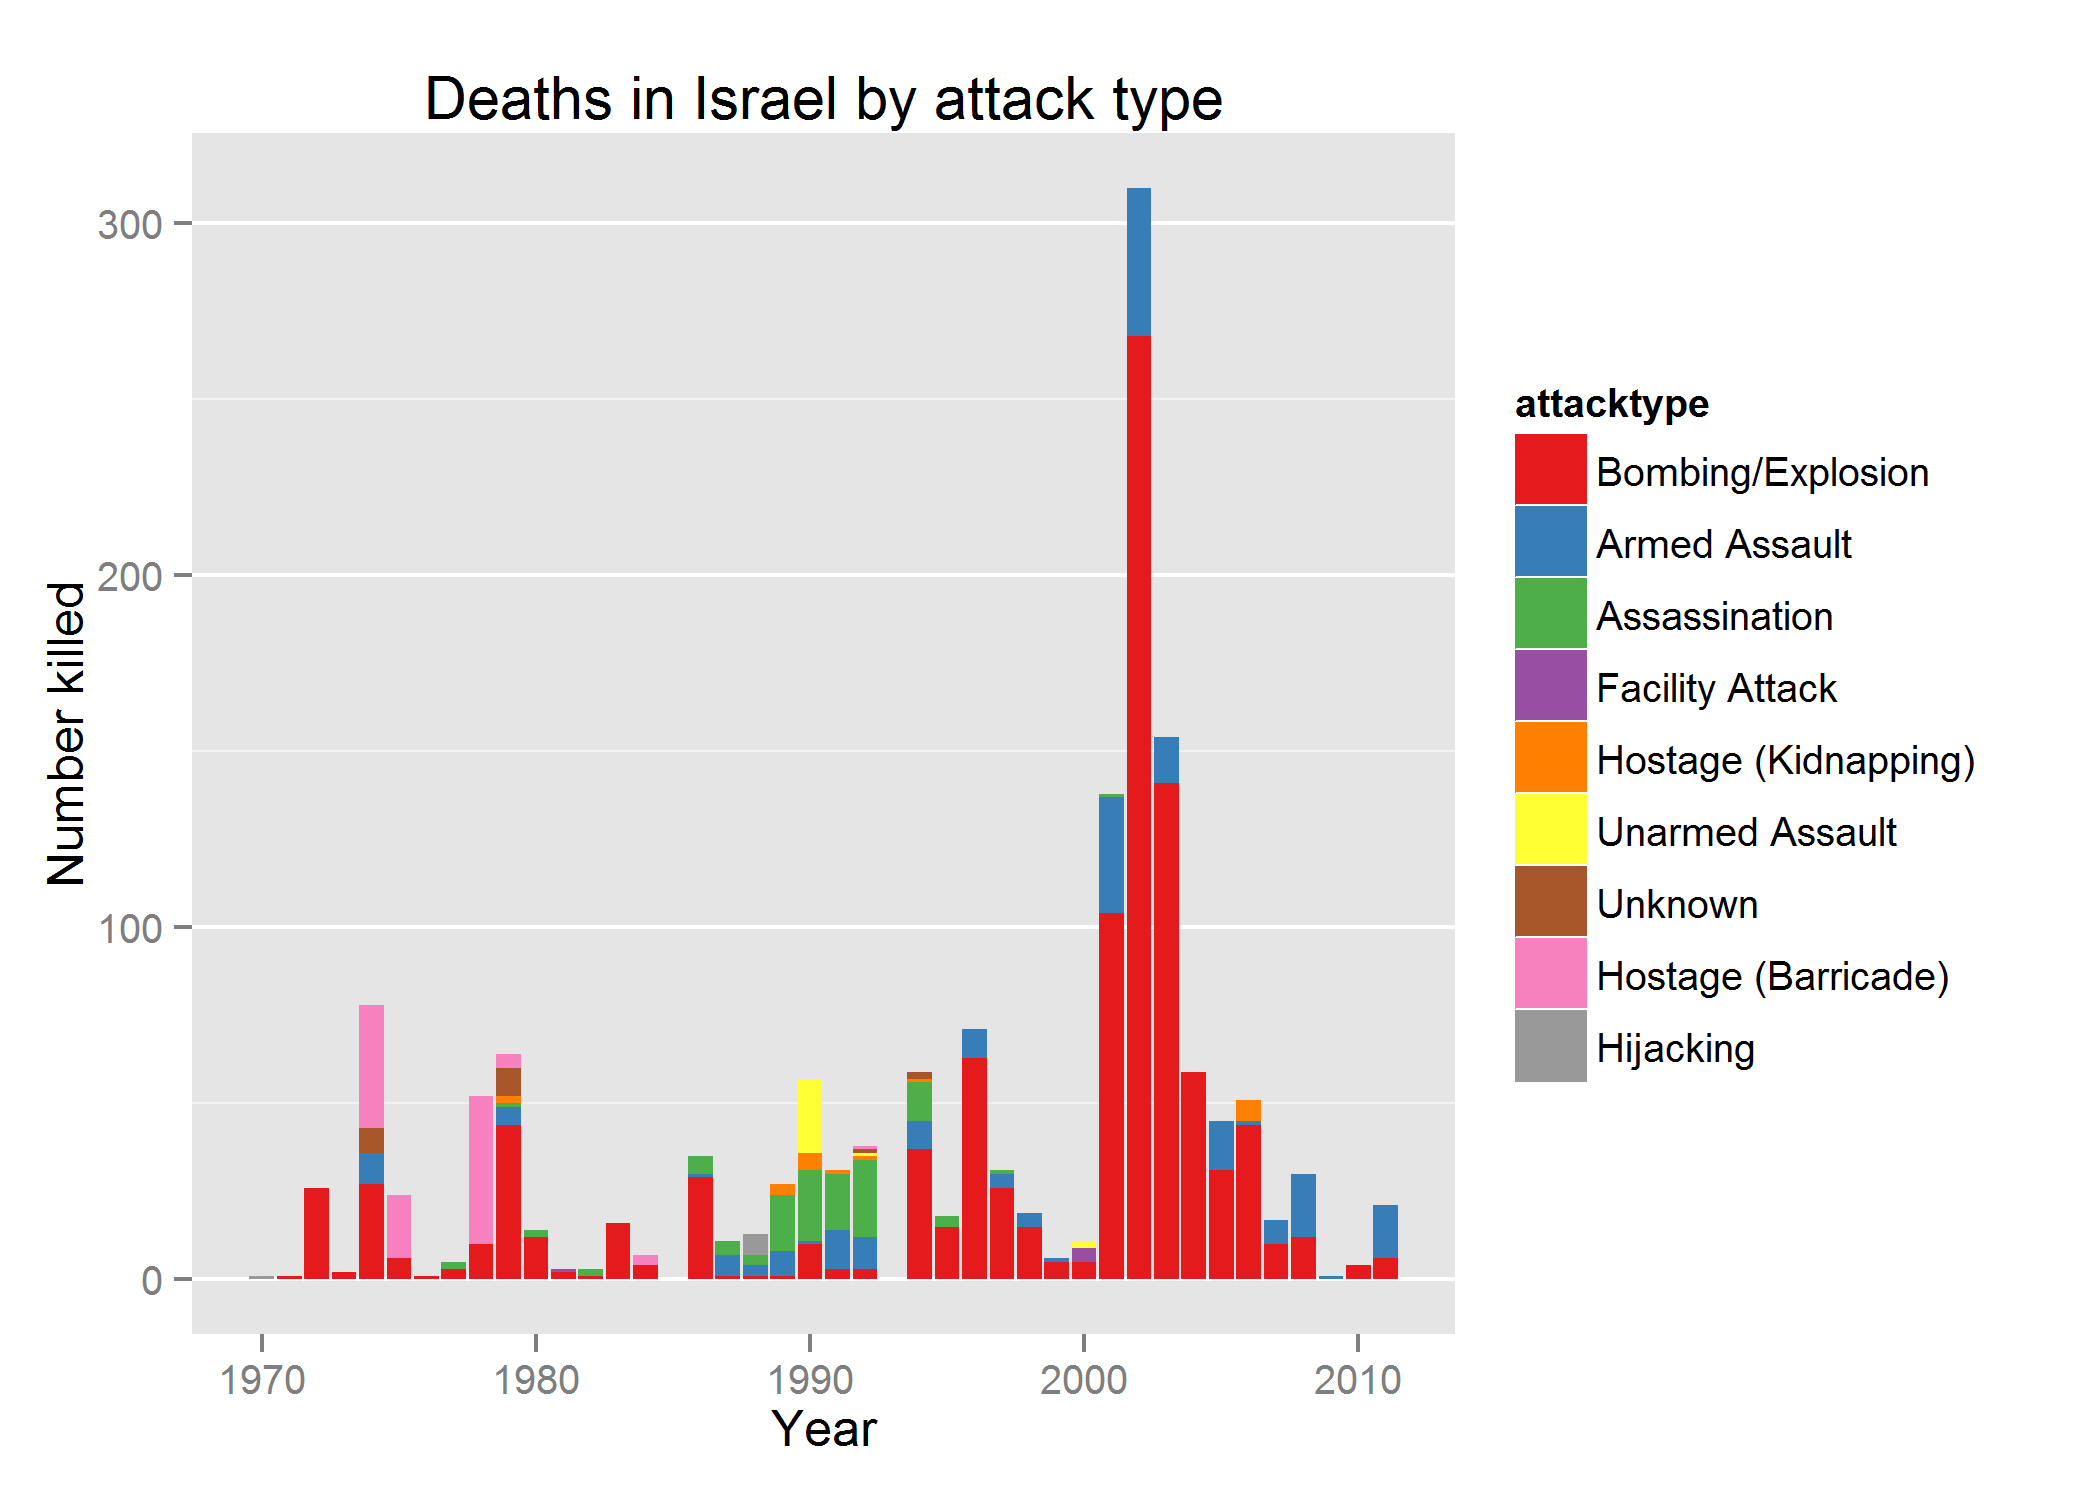 Deaths in Israel by attack type
300
200
100
0
Number killed
1970 1980 1990 2000 2010
Year
attacktype
Bombing/Explosion
Armed Assault
Assassination
Facility Attack
Hostage (Kidnapping)
Unarmed Assault
Unknown
Hostage (Barricade)
Hijacking